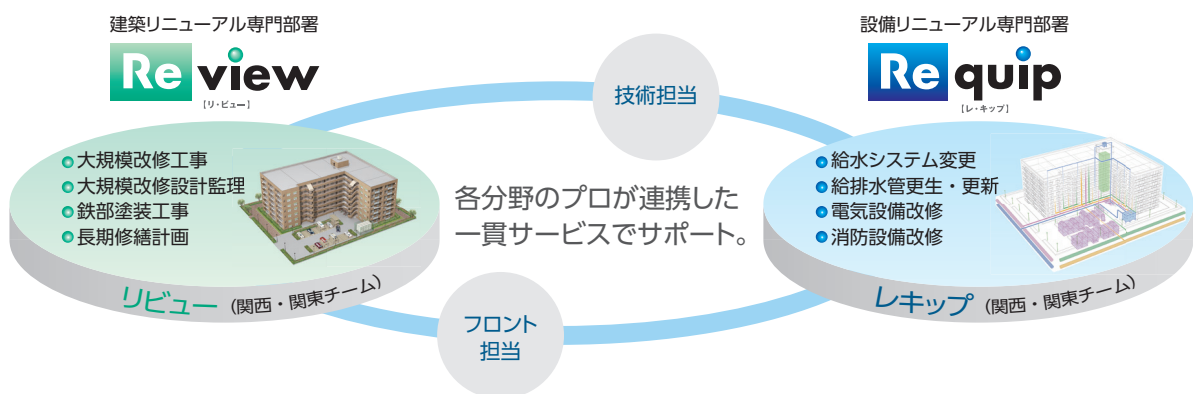 建築リニューアル専門部署
Re view
【リ・ビュー】
大規模改修工事
大規模改修設計監理
鉄部塗装工事
長期修繕計画
リビュー (関西・関東チーム)
技術担当
各分野のプロが連携した
一貫サービスでサポート。
フロント
担当
設備リニューアル専門部署
Re quip
【レ・キップ】
給水システム変更
給排水管更生・更新
電気設備改修
消防設備改修
レキップ (関西・関東チーム)